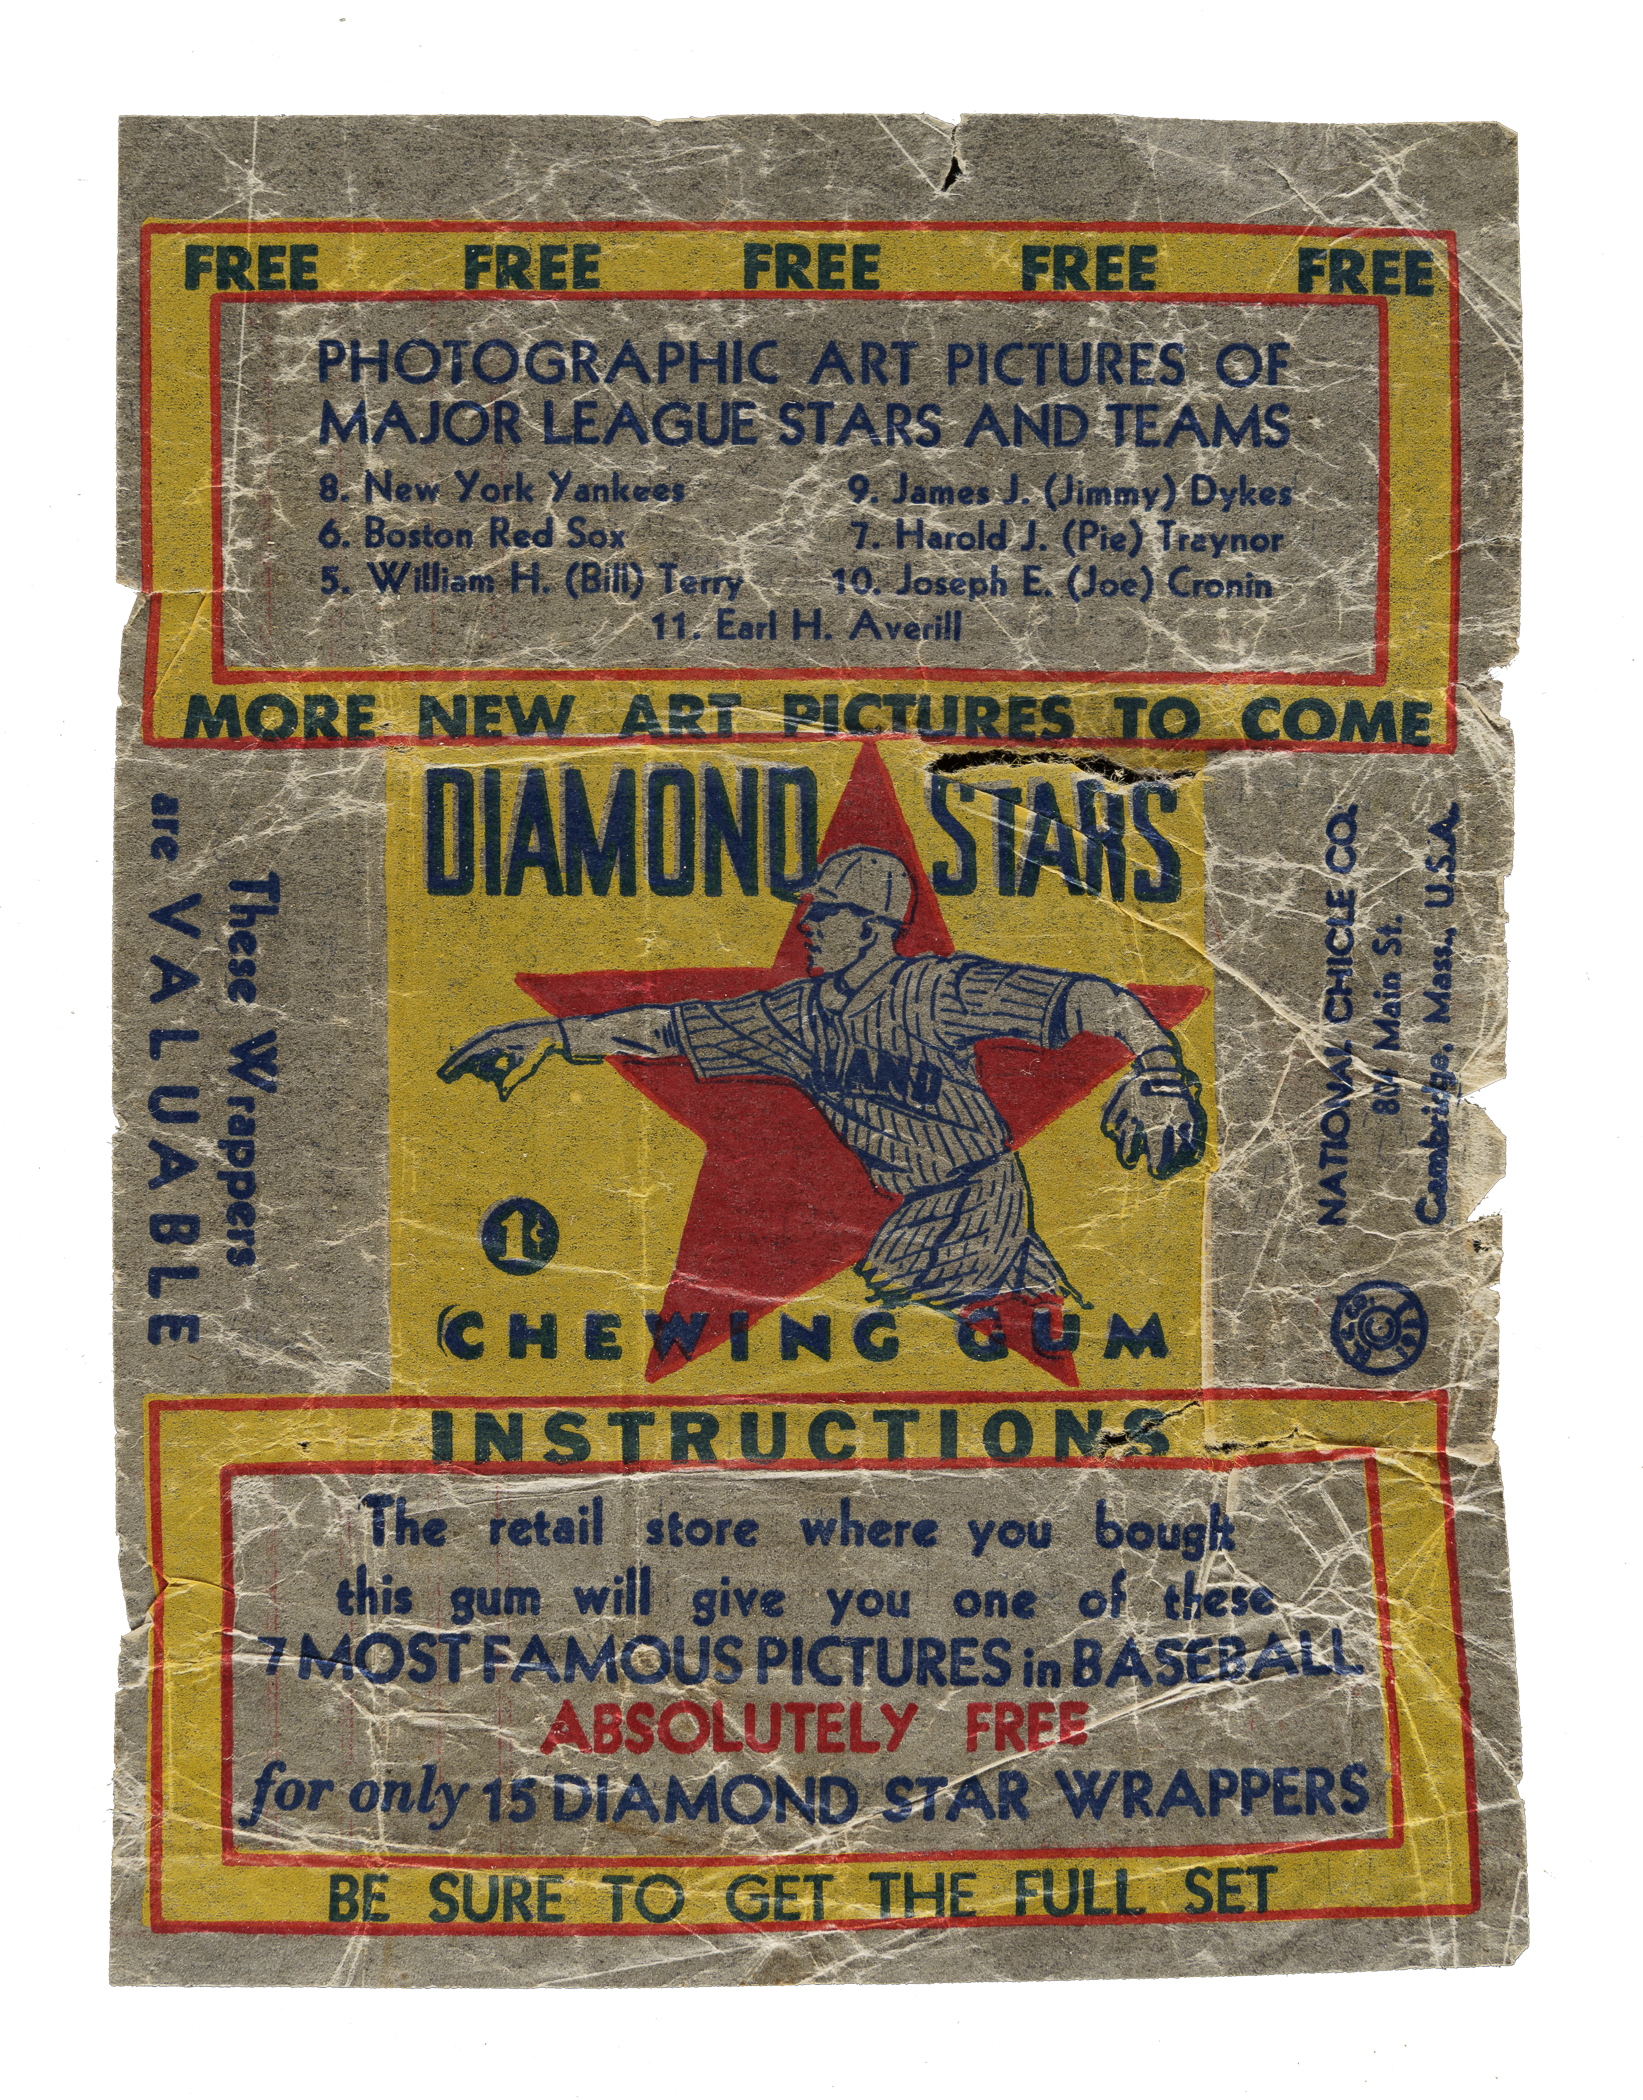 FREE FREE FREE FREE FREE
PHOTOGRAPHIC ART PICTURES OF
MAJOR LEAGUE STARS AND TEAMS
8. New York Yankees 9. James J. (Jimmy) Dykes
6. Boston Red Sox 7. Harold J. (Pie) Traynor
5. William H. (Bill) Terry 10. Joseph E. (Joe) Cronin
11. Earl H. Averill
MORE NEW ART PICTURES TO COME
These Wrappers
are VALUABLE
DIAMOND STARS
LAND
1¢
CHEWING GUM
NATIONAL CHICLE CO.
Main St.
Cambridge, Mass., U.S.A.
INSTRUCTIONS
The retail store where you bought
this gum will give you one of these
7 MOST FAMOUS PICTURES in BASEBALL
ABSOLUTELY FREE
for only 15 DIAMOND STAR WRAPPERS
BE SURE TO GET THE FULL SET